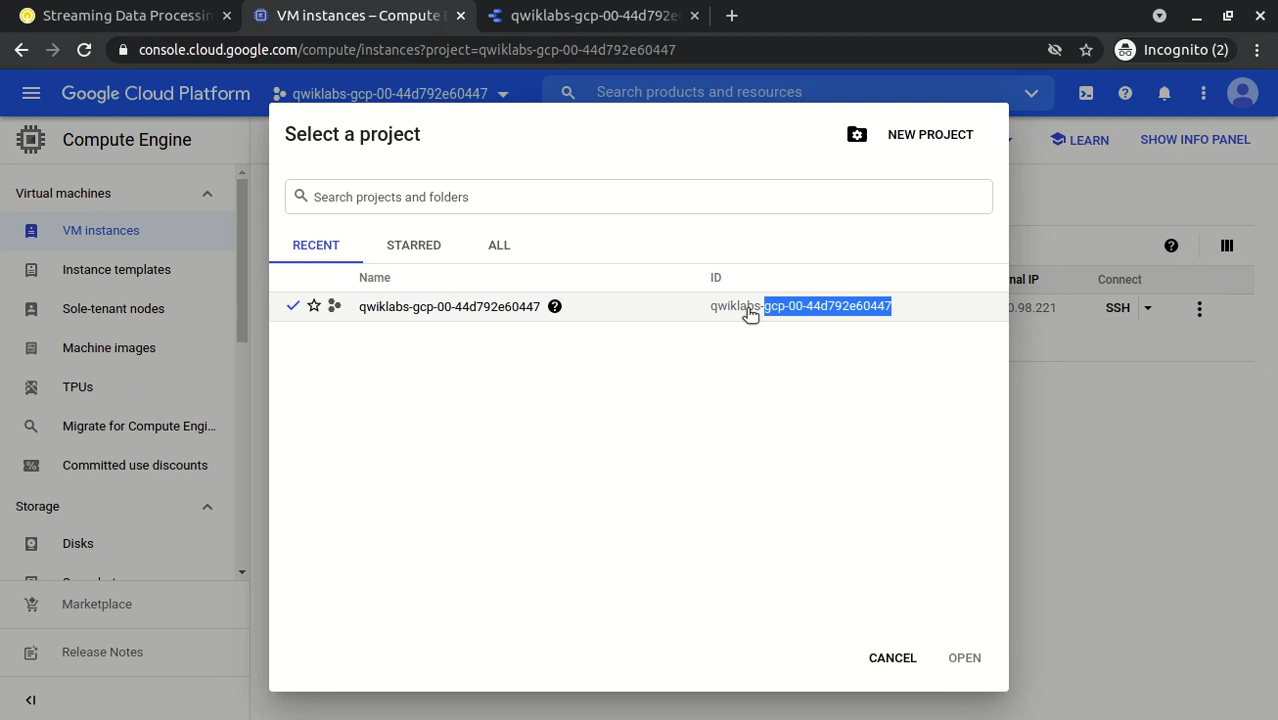 Streaming Data Processin
VM instances – Compute E
qwiklabs-gcp-00-44d792e
console.cloud.google.com/compute/instances?project=qwiklabs-gcp-00-44d792e60447
Incognito (2)
Google Cloud Platform
qwiklabs-gcp-00-44d792e60447
Search products and resources
Compute Engine
LEARN
SHOW INFO PANEL
Select a project
NEW PROJECT
Search projects and folders
RECENT
STARRED
ALL
Name
ID
qwiklabs-gcp-00-44d792e60447
qwiklabs-gcp-00-44d792e60447
CANCEL
OPEN
Virtual machines
VM instances
Instance templates
Sole-tenant nodes
Machine images
TPUs
Migrate for Compute Engi...
Committed use discounts
Storage
Disks
Marketplace
Release Notes
nal IP
Connect
0.98.221
SSH